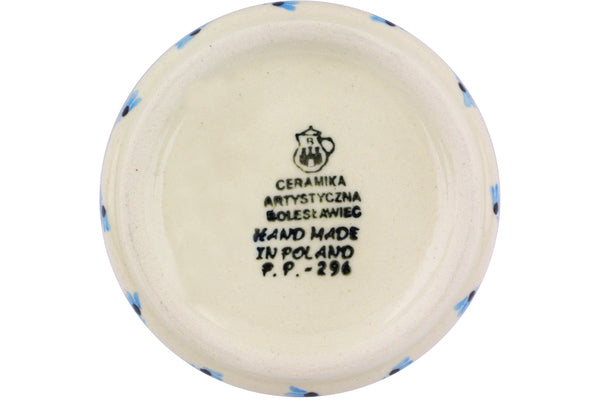 CERAMIKA
ARTYSTYCZNA
BOLESŁAWIEC
HAND MADE
IN POLAND
P.P.-296